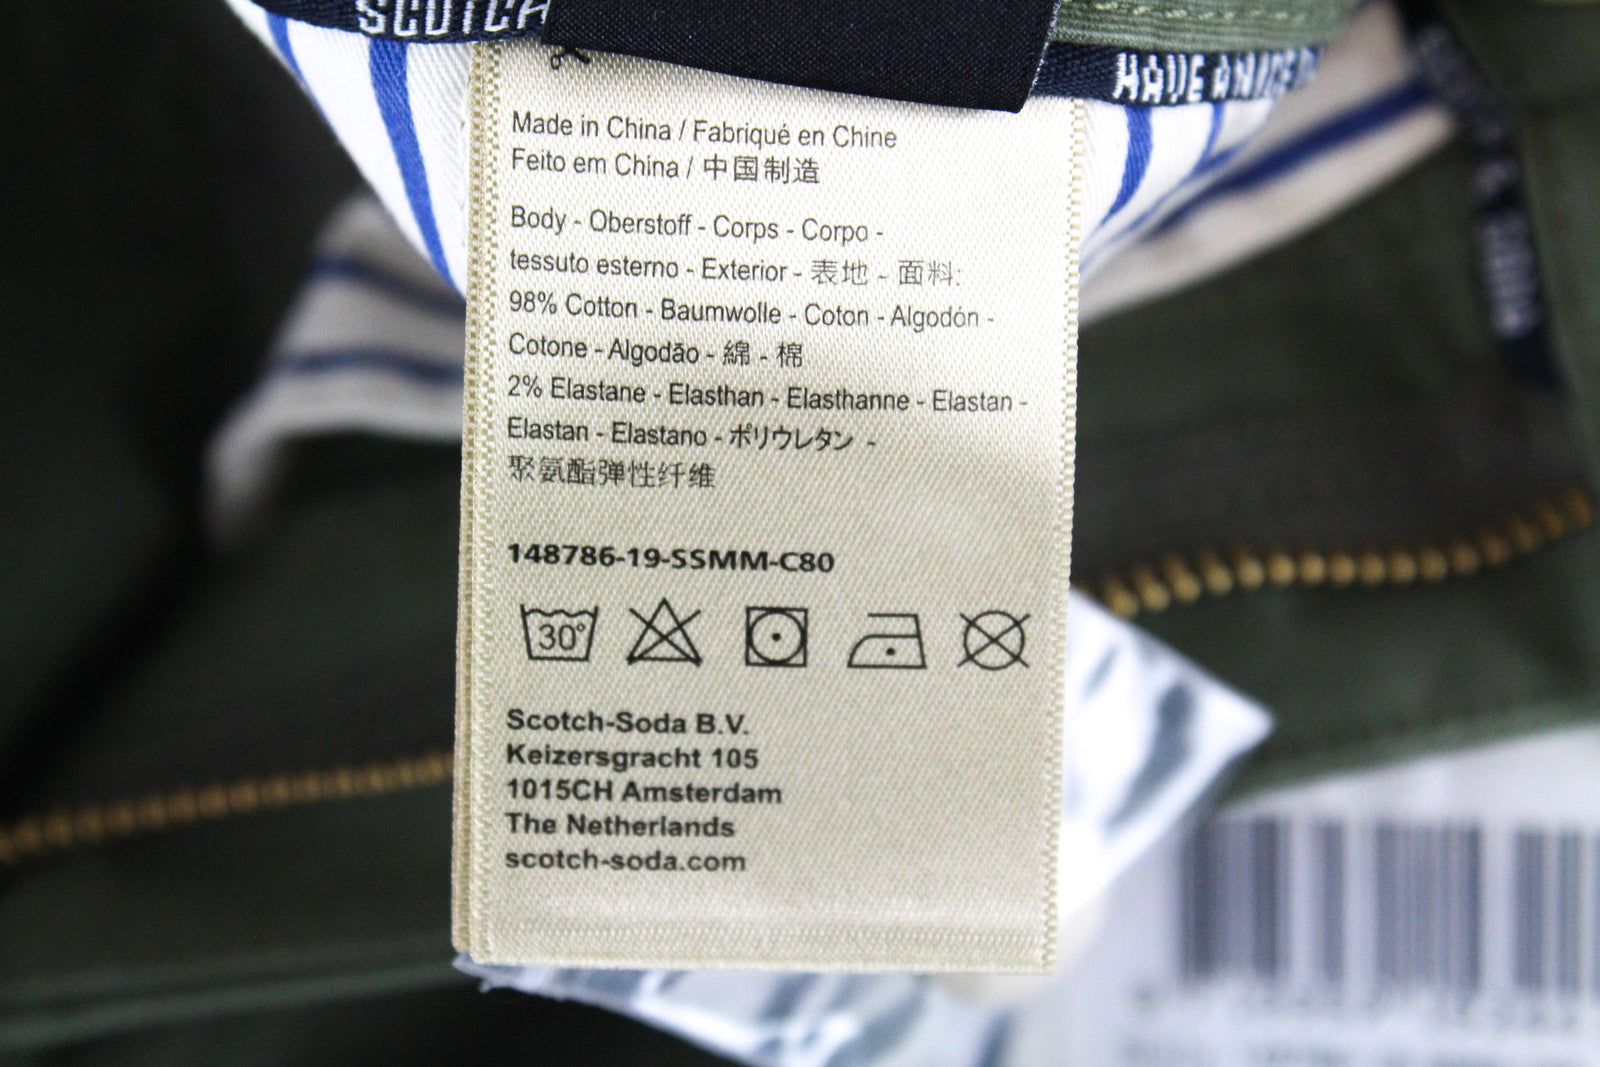 SCOTCH
HAVE A NICE D
Made in China / Fabriqué en Chine
Feito em China / 中国制造
Body - Oberstoff - Corps - Corpo -
tessuto esterno - Exterior - 表地 - 面料:
98% Cotton - Baumwolle - Coton - Algodón -
Cotone - Algodão - 綿 - 棉
2% Elastane - Elasthan - Elasthanne - Elastan -
Elastan - Elastano - ポリウレタン -
聚氨酯弹性纤维
148786-19-SSMM-C80
30°
Scotch-Soda B.V.
Keizersgracht 105
1015CH Amsterdam
The Netherlands
scotch-soda.com